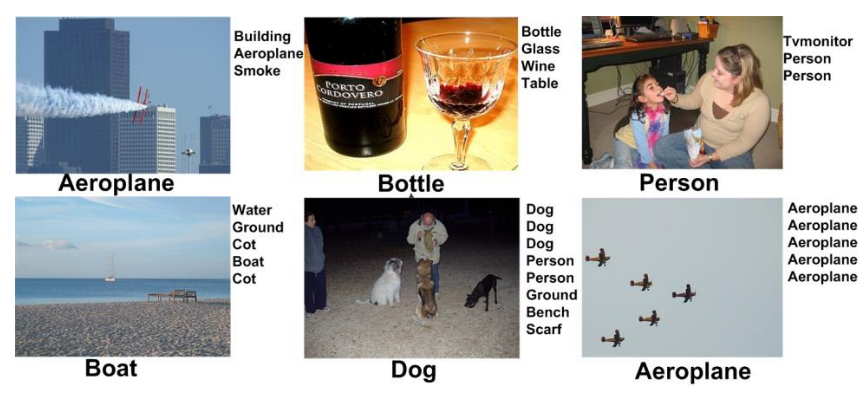 Building
Aeroplane
Smoke
Aeroplane
PORTO
CORDOVERO
Bottle
Glass
Wine
Table
Bottle
Tvmonitor
Person
Person
Person
Water
Ground
Cot
Boat
Cot
Boat
Dog
Dog
Dog
Person
Person
Ground
Bench
Scarf
Dog
Aeroplane
Aeroplane
Aeroplane
Aeroplane
Aeroplane
Aeroplane